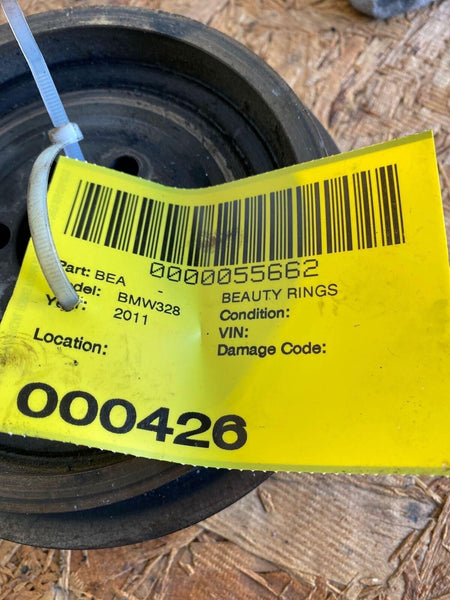 0000055662
Part: BEA - BEAUTY RINGS
Model: BMW328 Condition:
Year: 2011 VIN:
Location: Damage Code:
000426